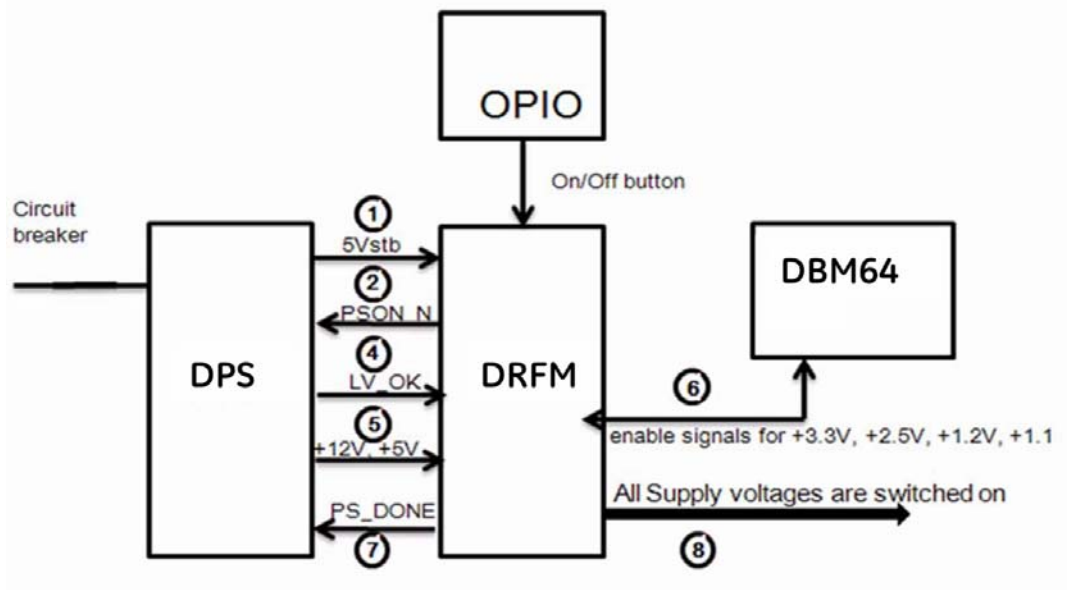 OPIO
On/Off button
Circuit
breaker
1
5Vstb
2
PSON_N
4
LV_OK
5
+12V, +5V
PS_DONE
7
DPS
DRFM
DBM64
6
enable signals for +3.3V, +2.5V, +1.2V, +1.1
All Supply voltages are switched on
8